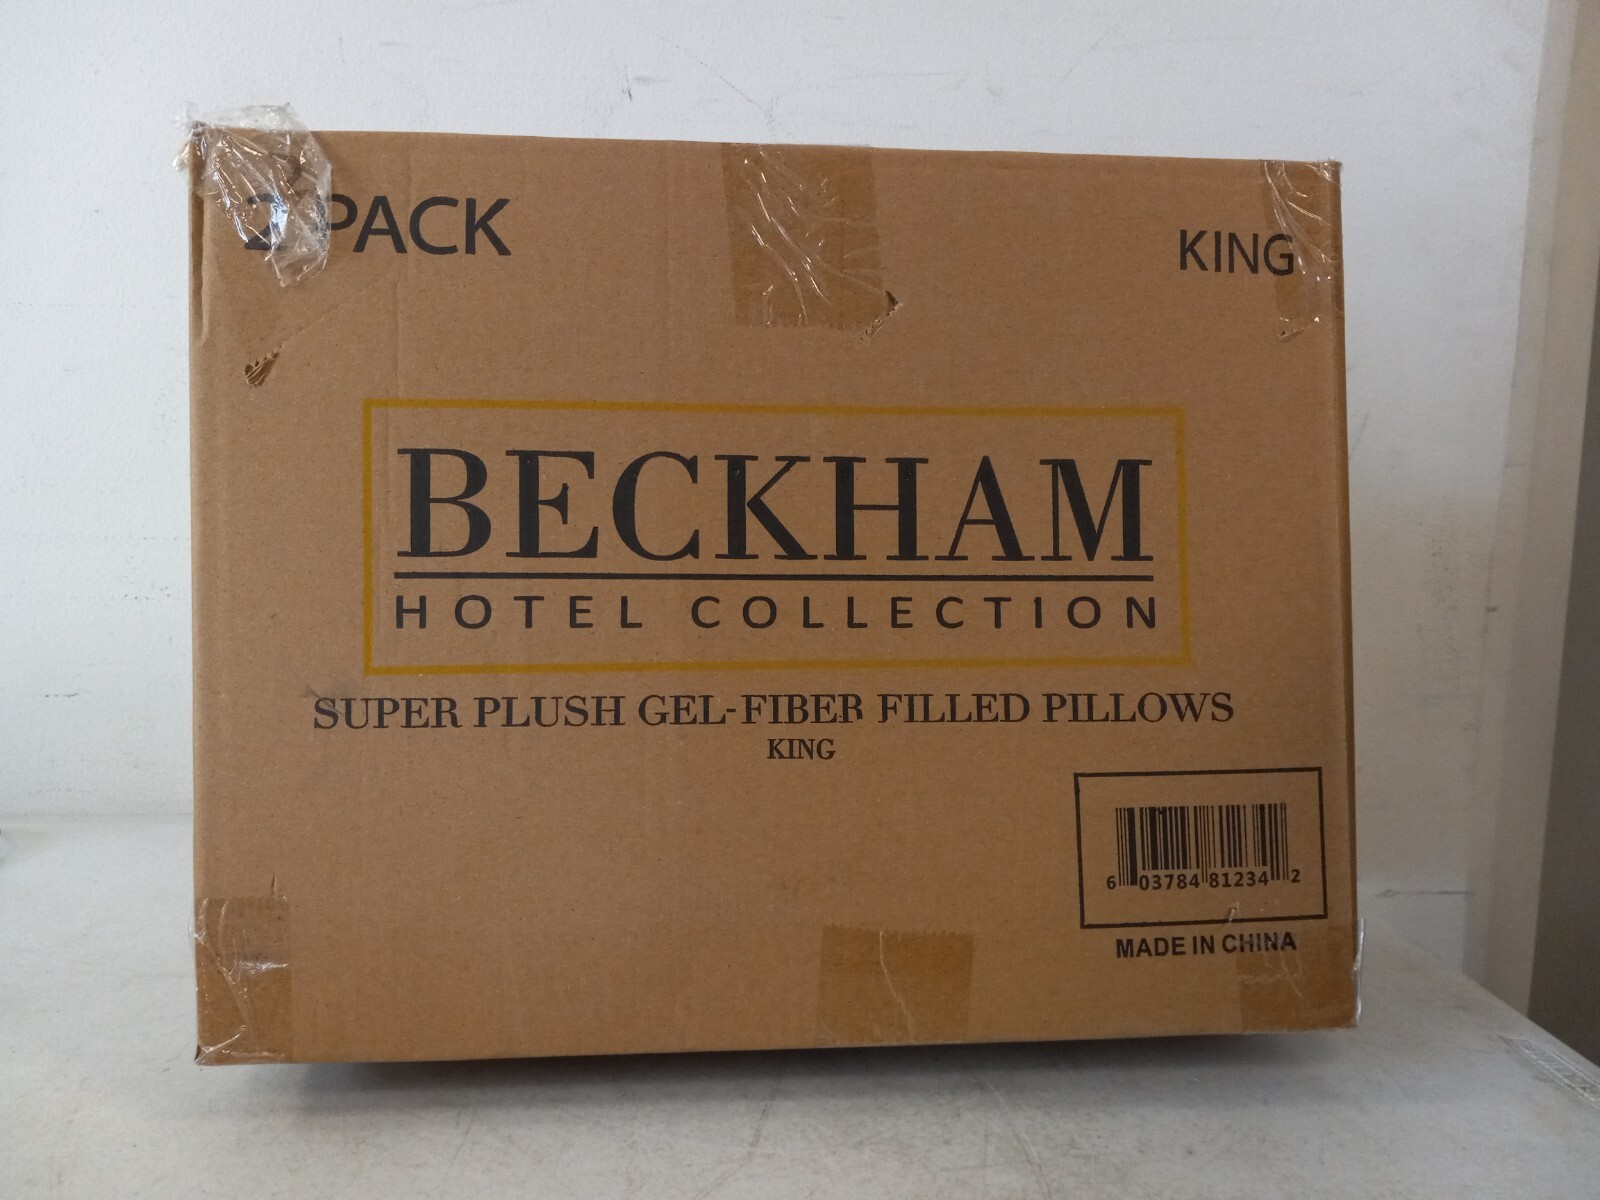 2 PACK
KING
BECKHAM
HOTEL COLLECTION
SUPER PLUSH GEL-FIBER FILLED PILLOWS
KING
6 03784 81234 2
MADE IN CHINA